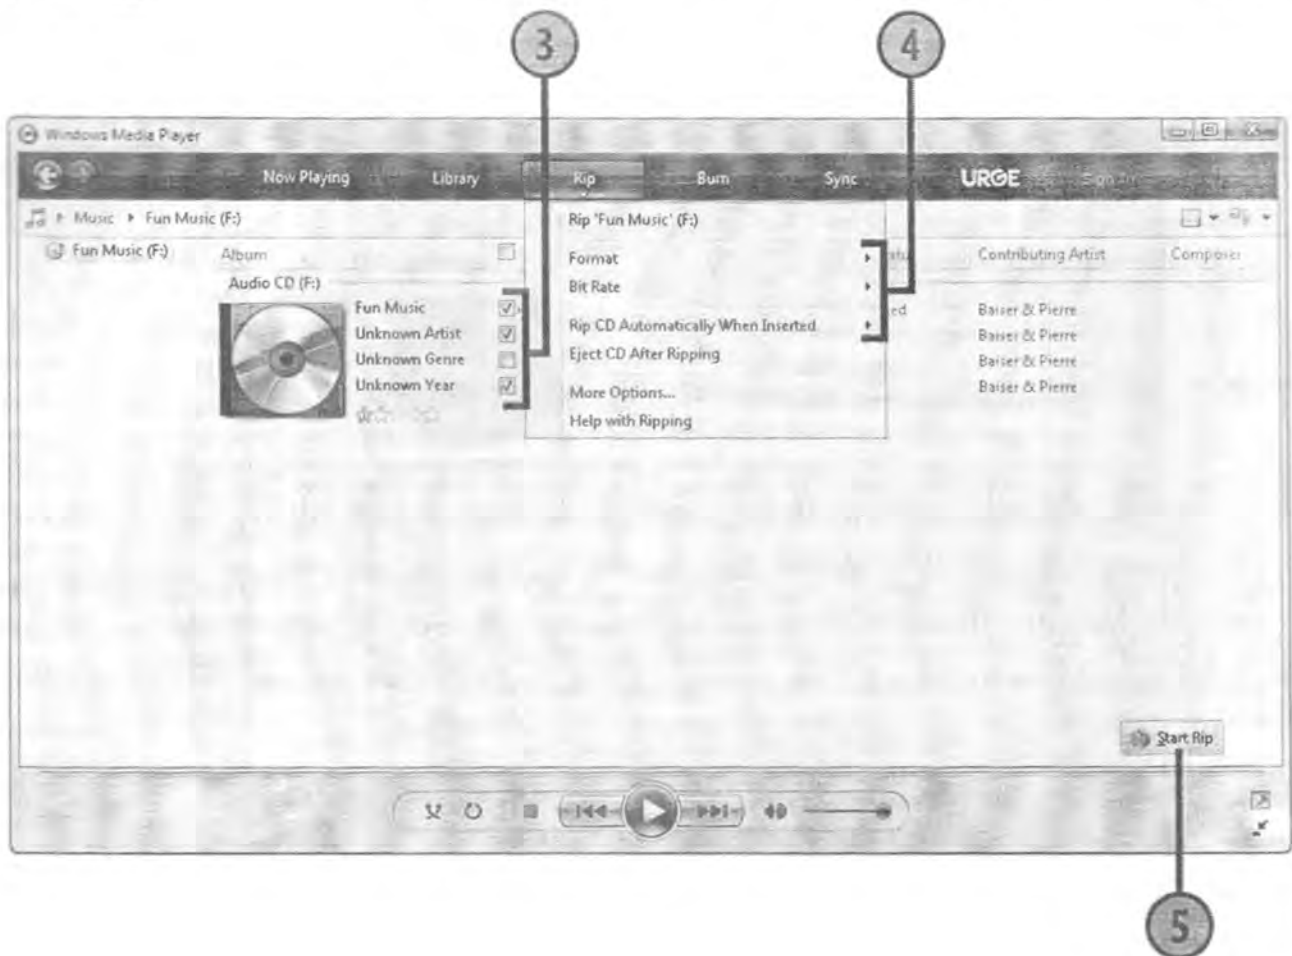 3
4
Windows Media Player
Now Playing Library Rip Burn Sync URGE
Music Fun Music (F:)
Rip 'Fun Music' (F:)
Fun Music (F:)
Album
Format
Contributing Artist
Composer
Audio CD (F:)
Bit Rate
Fun Music
Rip CD Automatically When Inserted
Baiser & Pierre
Unknown Artist
Eject CD After Ripping
Baiser & Pierre
Unknown Genre
Baiser & Pierre
Unknown Year
More Options...
Baiser & Pierre
Help with Ripping
Start Rip
5